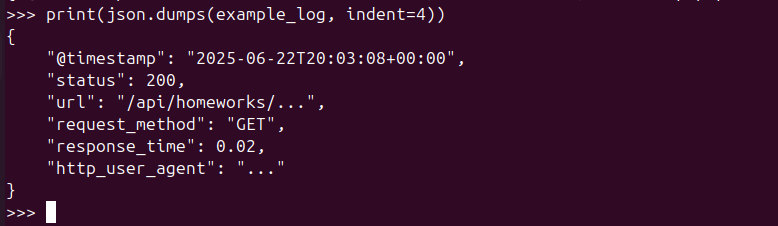 >>> print(json.dumps(example_log, indent=4))
{
    "@timestamp": "2025-06-22T20:03:08+00:00",
    "status": 200,
    "url": "/api/homeworks/...",
    "request_method": "GET",
    "response_time": 0.02,
    "http_user_agent": "..."
}
>>>